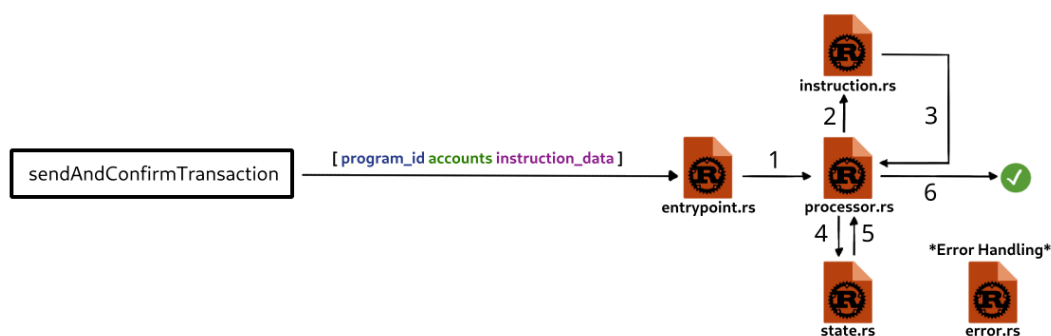 instruction.rs
2
3
[ program_id accounts instruction_data ]
1
sendAndConfirmTransaction
entrypoint.rs
processor.rs
6
4
5
*Error Handling*
state.rs
error.rs